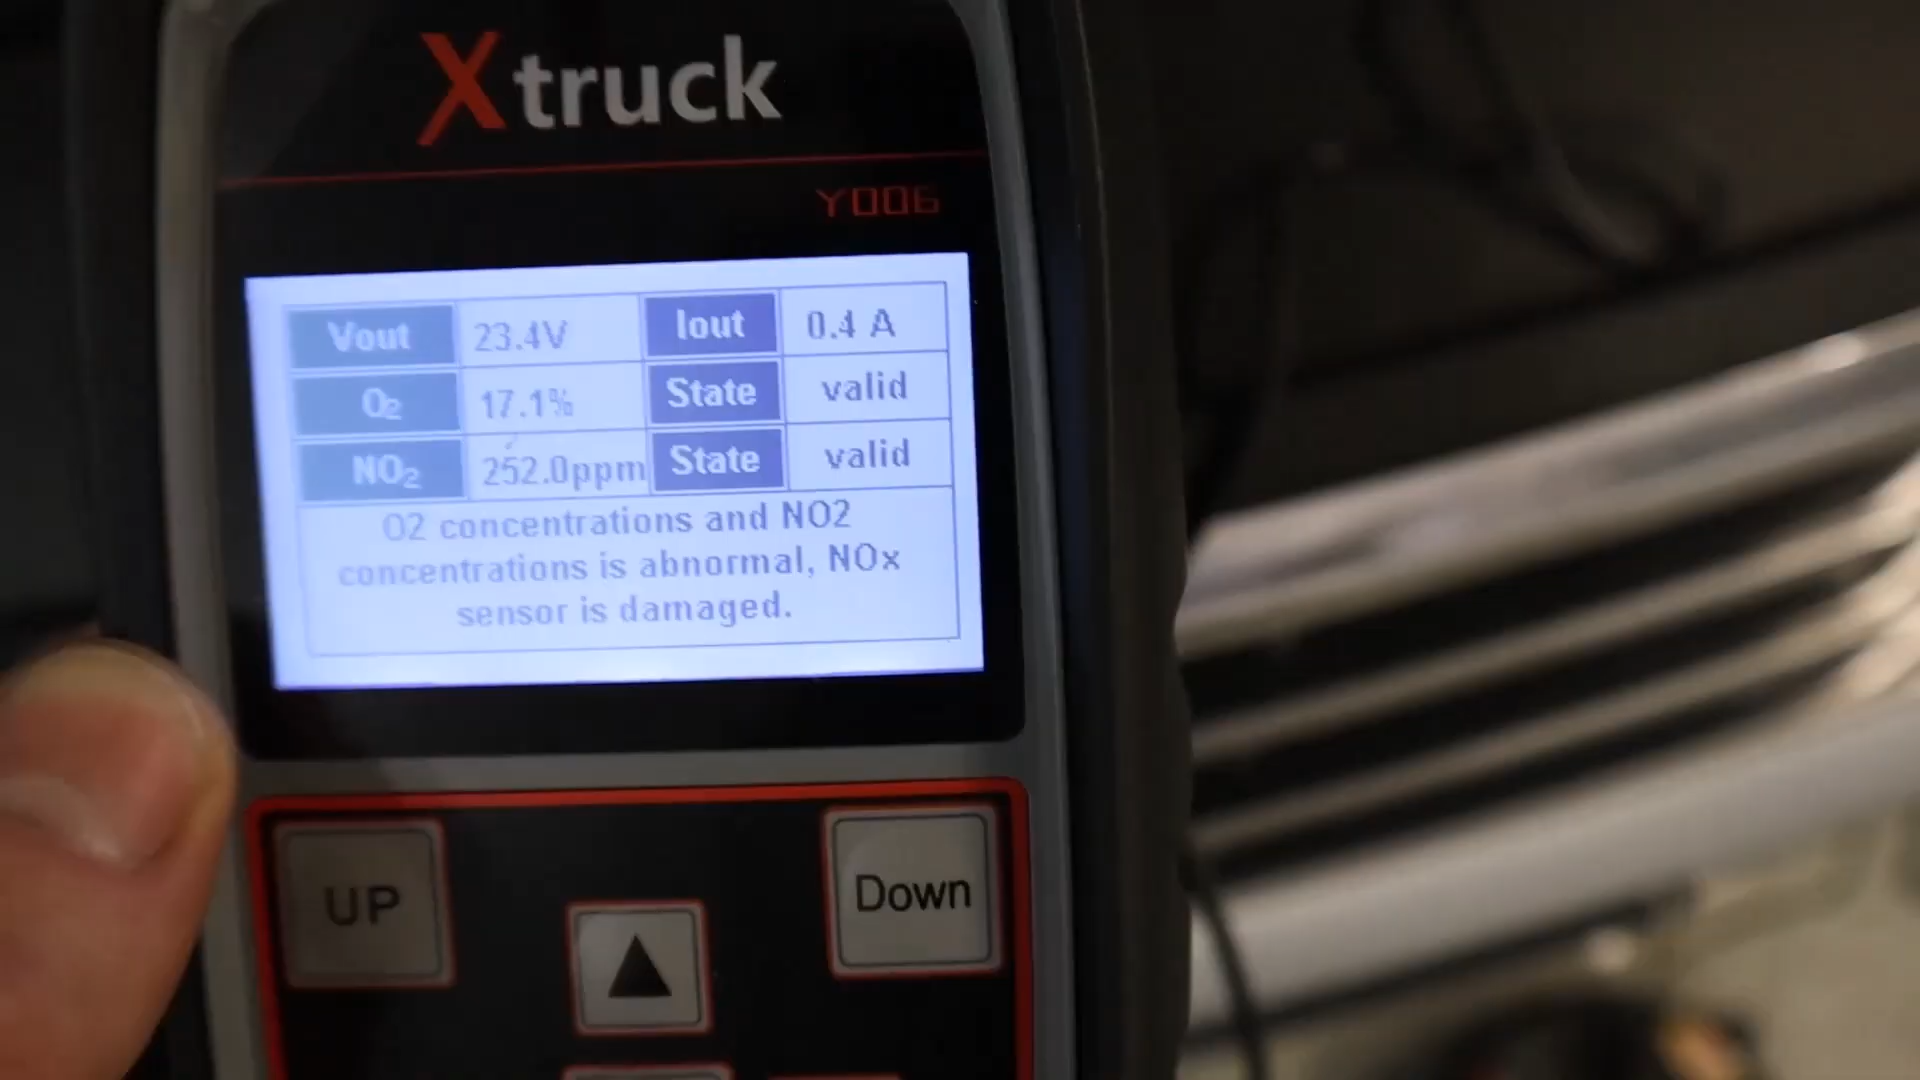 Xtruck
Y006
Vout 23.4V Iout 0.4 A
O2 17.1% State valid
NO2 252.0ppm State valid
O2 concentrations and NO2
concentrations is abnormal, NOx
sensor is damaged.
UP Down